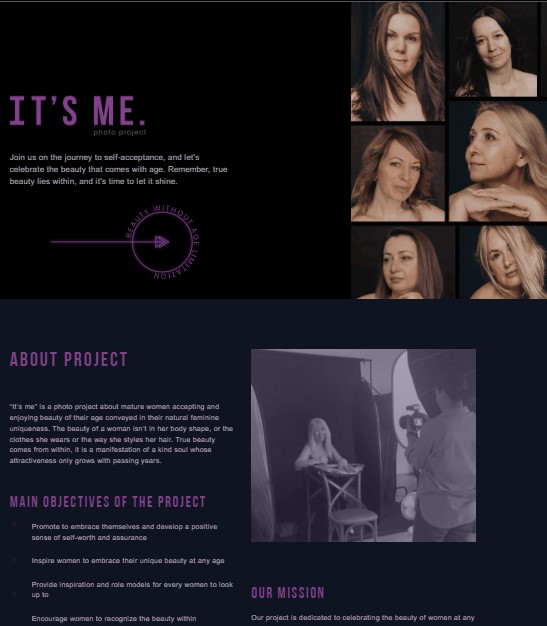 IT'S ME.
photo project
Join us on the journey to self-acceptance, and let's
celebrate the beauty that comes with age. Remember, true
beauty lies within, and it's time to let it shine.
BEAUTY WITHOUT AGE LIMITATION
ABOUT PROJECT
"It's me" is a photo project about mature women accepting and
enjoying beauty of their age conveyed in their natural feminine
uniqueness. The beauty of a woman isn't in her body shape, or the
clothes she wears or the way she styles her hair. True beauty
comes from within, it is a manifestation of a kind soul whose
attractiveness only grows with passing years.
MAIN OBJECTIVES OF THE PROJECT
Promote to embrace themselves and develop a positive
sense of self-worth and assurance
Inspire women to embrace their unique beauty at any age
Provide inspiration and role models for every women to look
up to
Encourage women to recognize the beauty within
OUR MISSION
Our project is dedicated to celebrating the beauty of women at any